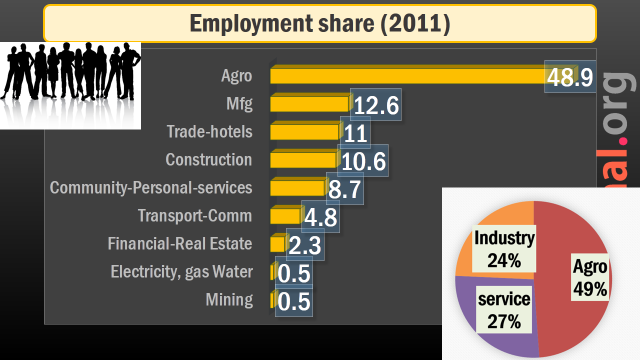 Employment share (2011)
Agro 48.9
Mfg 12.6
Trade-hotels 11
Construction 10.6
Community-Personal-services 8.7
Transport-Comm 4.8
Financial-Real Estate 2.3
Electricity, gas Water 0.5
Mining 0.5
Industry
24%
Agro
49%
service
27%
nal.org